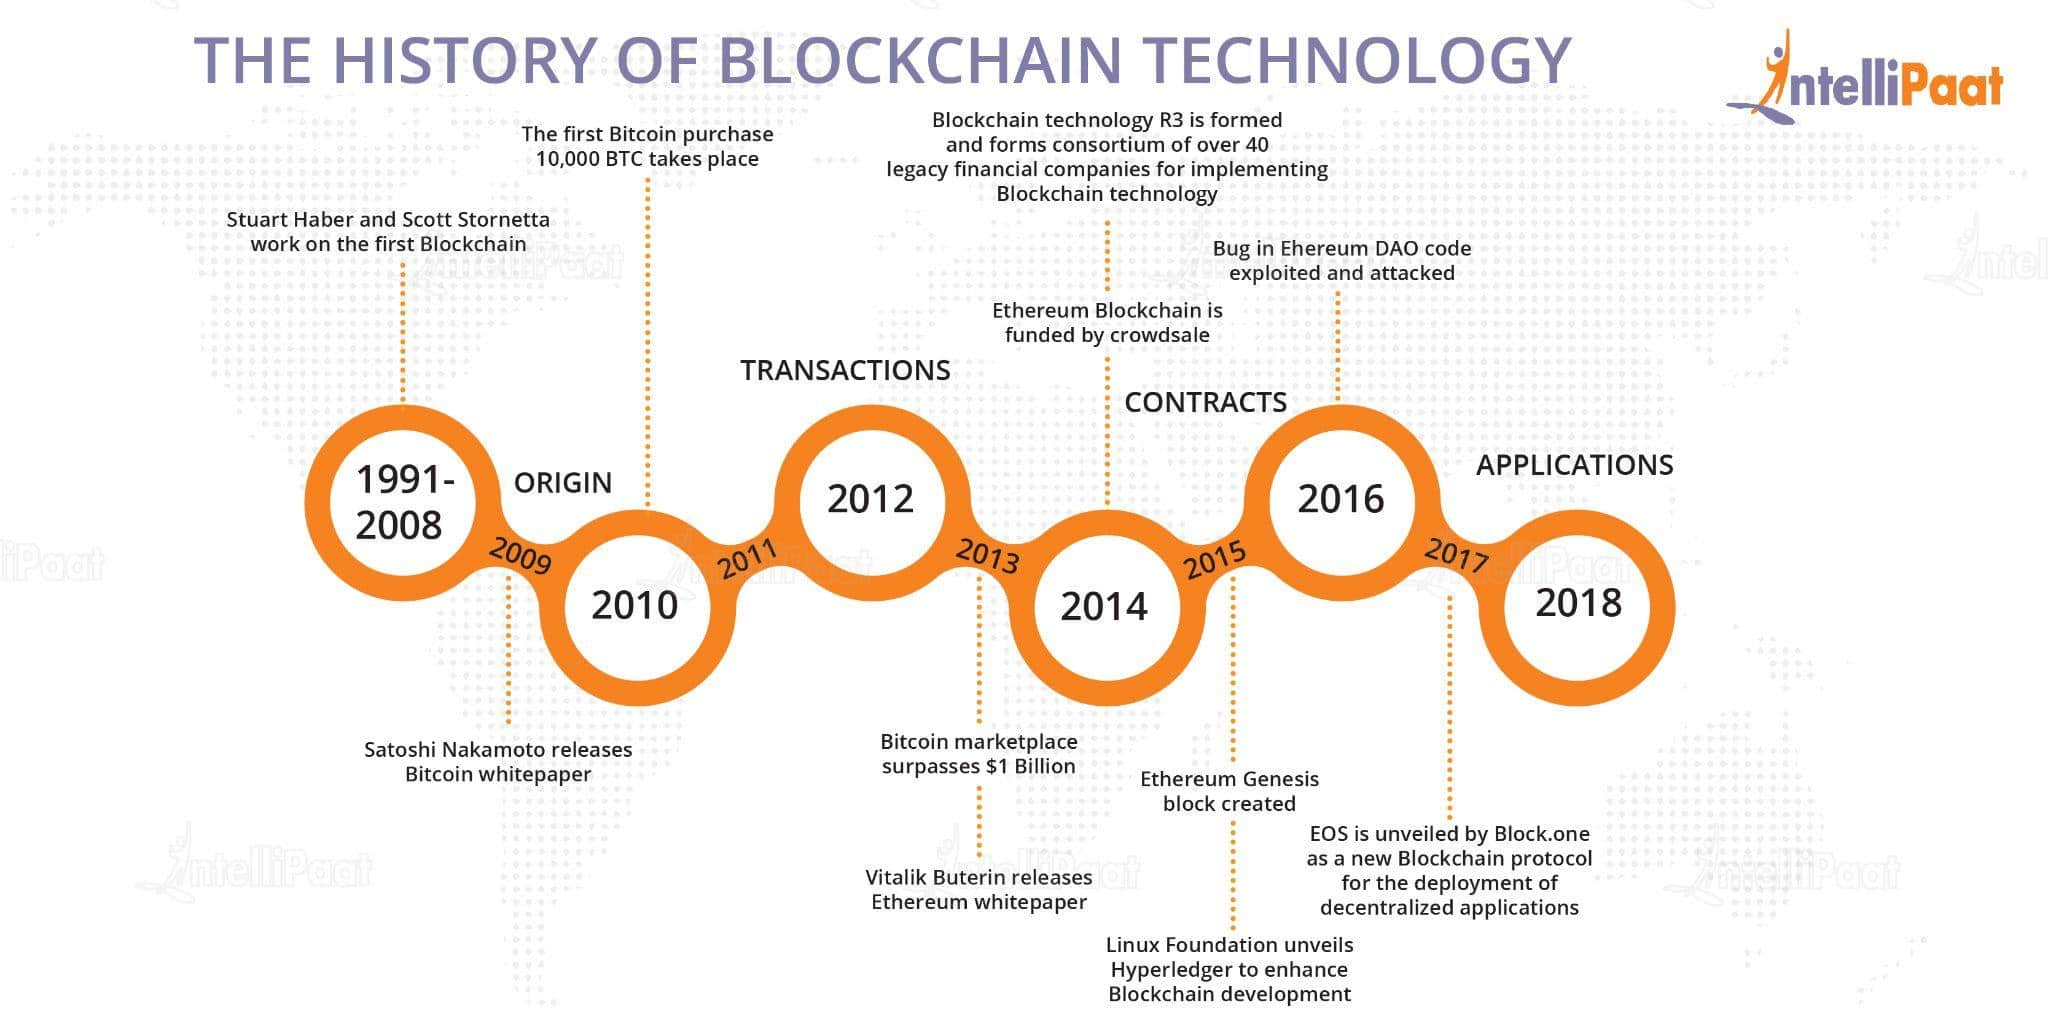 THE HISTORY OF BLOCKCHAIN TECHNOLOGY
IntelliPaat
The first Bitcoin purchase
10,000 BTC takes place
Blockchain technology R3 is formed
and forms consortium of over 40
legacy financial companies for implementing
Blockchain technology
Stuart Haber and Scott Stornetta
work on the first Blockchain
Bug in Ehereum DAO code
exploited and attacked
Ethereum Blockchain is
funded by crowdsale
TRANSACTIONS
CONTRACTS
APPLICATIONS
ORIGIN
1991-
2008
2009
2010
2011
2012
2013
2014
2015
2016
2017
2018
Satoshi Nakamoto releases
Bitcoin whitepaper
Bitcoin marketplace
surpasses $1 Billion
Vitalik Buterin releases
Ethereum whitepaper
Ethereum Genesis
block created
Linux Foundation unveils
Hyperledger to enhance
Blockchain development
EOS is unveiled by Block.one
as a new Blockchain protocol
for the deployment of
decentralized applications
IntelliPaat
IntelliPaat
IntelliPaat
IntelliPaat
IntelliPaat
IntelliPaat